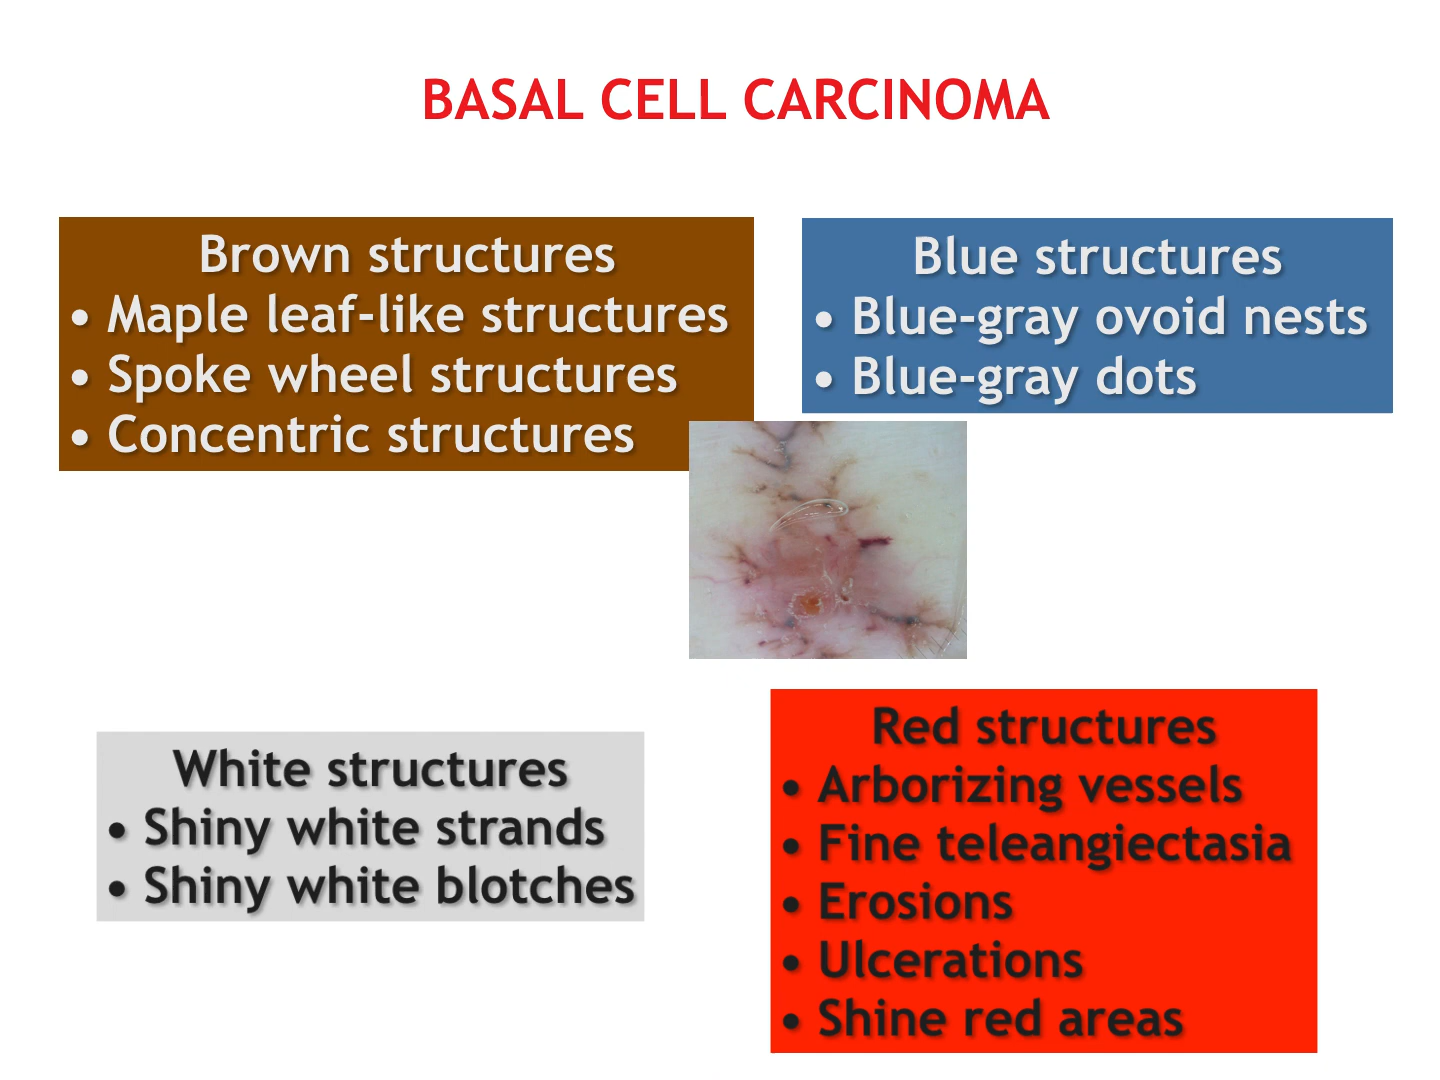 BASAL CELL CARCINOMA
Brown structures
• Maple leaf-like structures
• Spoke wheel structures
• Concentric structures
Blue structures
• Blue-gray ovoid nests
• Blue-gray dots
White structures
• Shiny white strands
• Shiny white blotches
Red structures
• Arborizing vessels
• Fine teleangiectasia
• Erosions
• Ulcerations
• Shine red areas